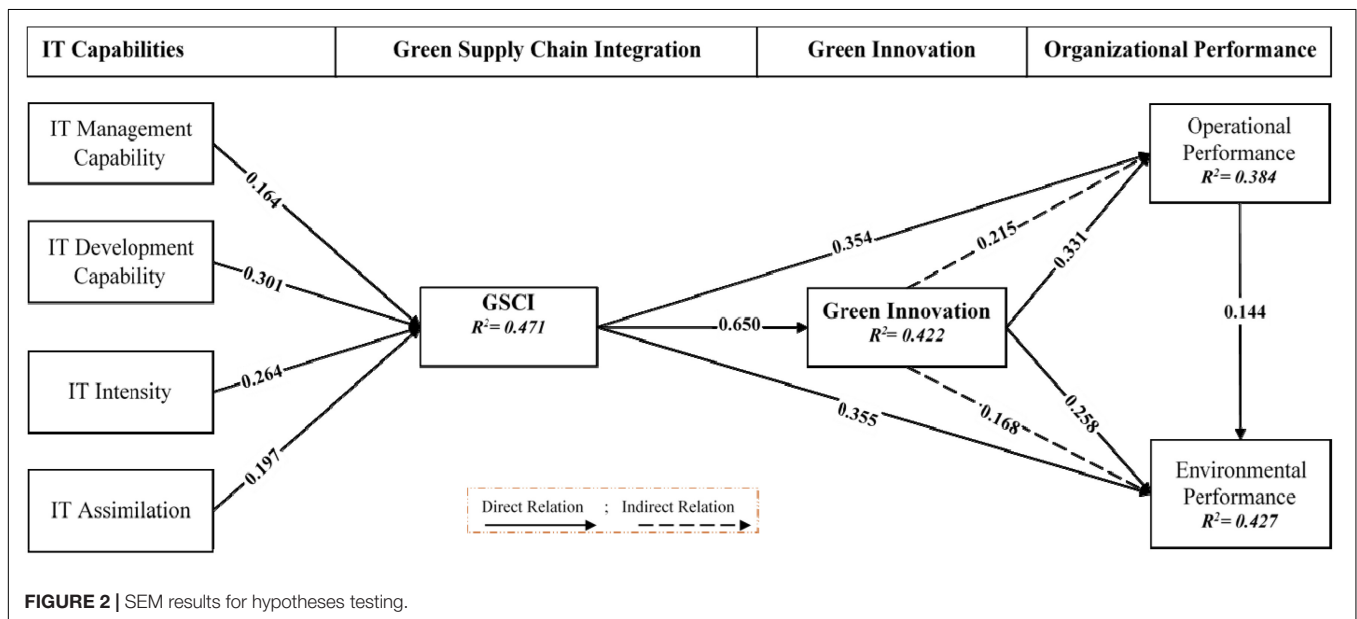 IT Capabilities
Green Supply Chain Integration
Green Innovation
Organizational Performance
IT Management
Capability
IT Development
Capability
IT Intensity
IT Assimilation
0.164
0.301
0.264
0.197
GSCI
R²= 0.471
0.354
0.650
0.355
Green Innovation
R²= 0.422
0.215
0.331
0.168
0.258
Operational
Performance
R²= 0.384
0.144
Environmental
Performance
R²= 0.427
Direct Relation ; Indirect Relation
FIGURE 2 | SEM results for hypotheses testing.